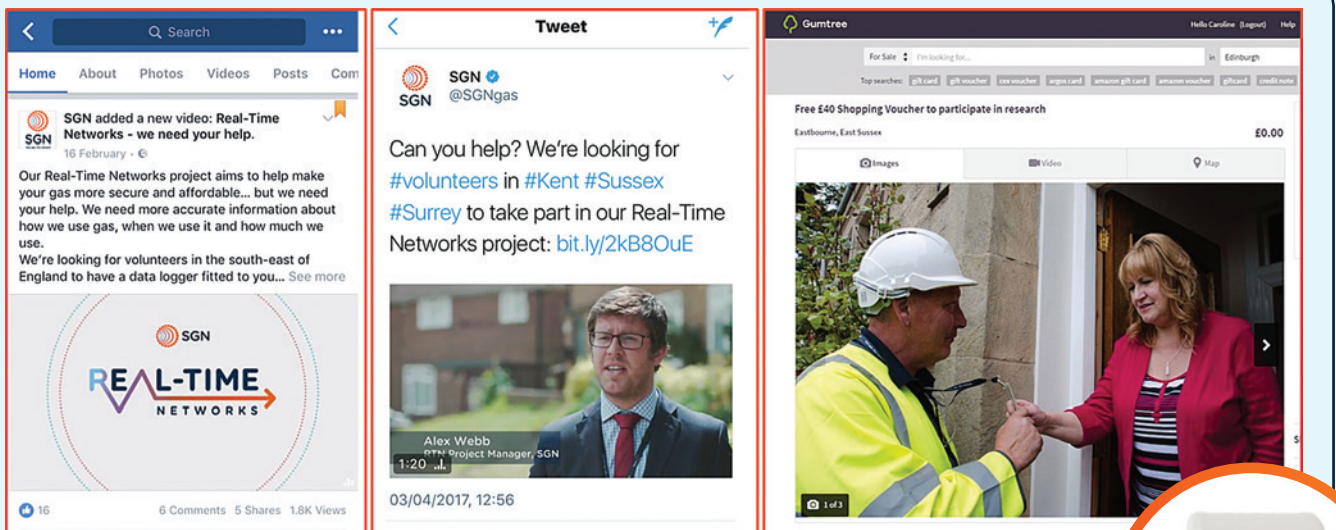 Search
Home About Photos Videos Posts Com
SGN
SGN added a new video: Real-Time
Networks - we need your help.
16 February ·
Our Real-Time Networks project aims to help make
your gas more secure and affordable... but we need
your help. We need more accurate information about
how we use gas, when we use it and how much we
use.
We're looking for volunteers in the south-east of
England to have a data logger fitted to you... See more
SGN
REAL-TIME
NETWORKS
16 6 Comments 5 Shares 1.8K Views
Tweet
SGN
SGN
@SGNgas
Can you help? We're looking for
#volunteers in #Kent #Sussex
#Surrey to take part in our Real-Time
Networks project: bit.ly/2kB8OuE
Alex Webb
RTN Project Manager, SGN
1:20
03/04/2017, 12:56
Gumtree Hello Caroline (Logout) Help
For Sale I'm looking for... in Edinburgh
Top searches: gift card gift voucher cex voucher argos card amazon gift card amazon voucher giftcard credit note
Free £40 Shopping Voucher to participate in research
Eastbourne, East Sussex £0.00
Images Video Map
1 of 3